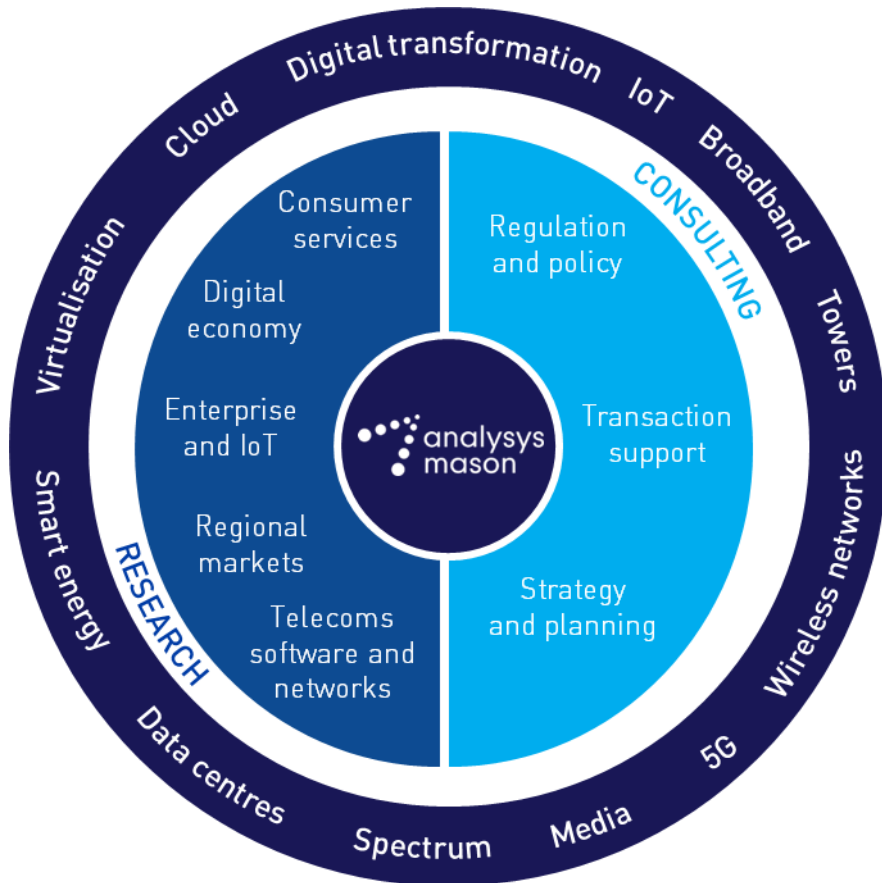 Digital transformation
IoT
Broadband
Towers
Wireless networks
5G
Media
Spectrum
Data centres
Smart energy
Virtualisation
Cloud
CONSULTING
RESEARCH
Consumer
services
Digital
economy
Enterprise
and IoT
Regional
markets
Telecoms
software and
networks
analysys
mason
Regulation
and policy
Transaction
support
Strategy
and planning